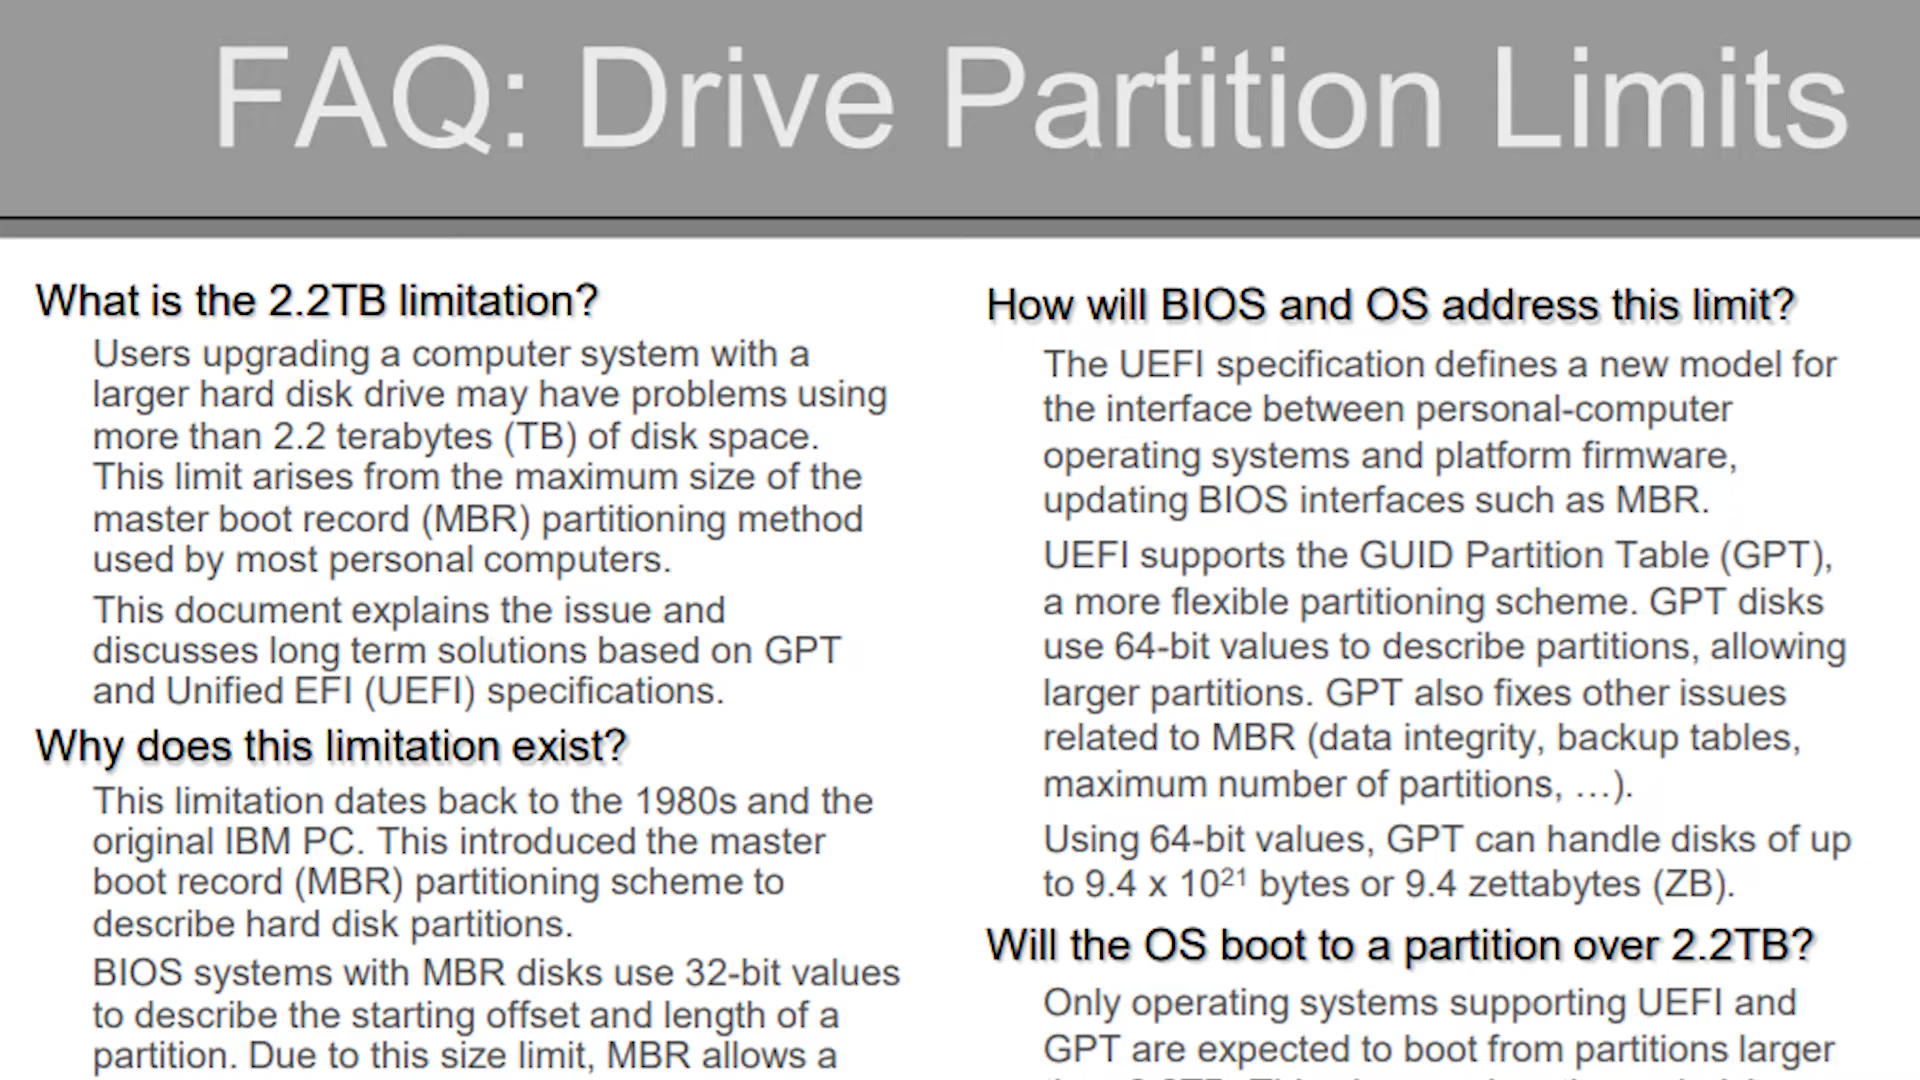 FAQ: Drive Partition Limits
What is the 2.2TB limitation?
Users upgrading a computer system with a
larger hard disk drive may have problems using
more than 2.2 terabytes (TB) of disk space.
This limit arises from the maximum size of the
master boot record (MBR) partitioning method
used by most personal computers.
This document explains the issue and
discusses long term solutions based on GPT
and Unified EFI (UEFI) specifications.
Why does this limitation exist?
This limitation dates back to the 1980s and the
original IBM PC. This introduced the master
boot record (MBR) partitioning scheme to
describe hard disk partitions.
BIOS systems with MBR disks use 32-bit values
to describe the starting offset and length of a
partition. Due to this size limit, MBR allows a
How will BIOS and OS address this limit?
The UEFI specification defines a new model for
the interface between personal-computer
operating systems and platform firmware,
updating BIOS interfaces such as MBR.
UEFI supports the GUID Partition Table (GPT),
a more flexible partitioning scheme. GPT disks
use 64-bit values to describe partitions, allowing
larger partitions. GPT also fixes other issues
related to MBR (data integrity, backup tables,
maximum number of partitions, …).
Using 64-bit values, GPT can handle disks of up
to 9.4 x 10²¹ bytes or 9.4 zettabytes (ZB).
Will the OS boot to a partition over 2.2TB?
Only operating systems supporting UEFI and
GPT are expected to boot from partitions larger